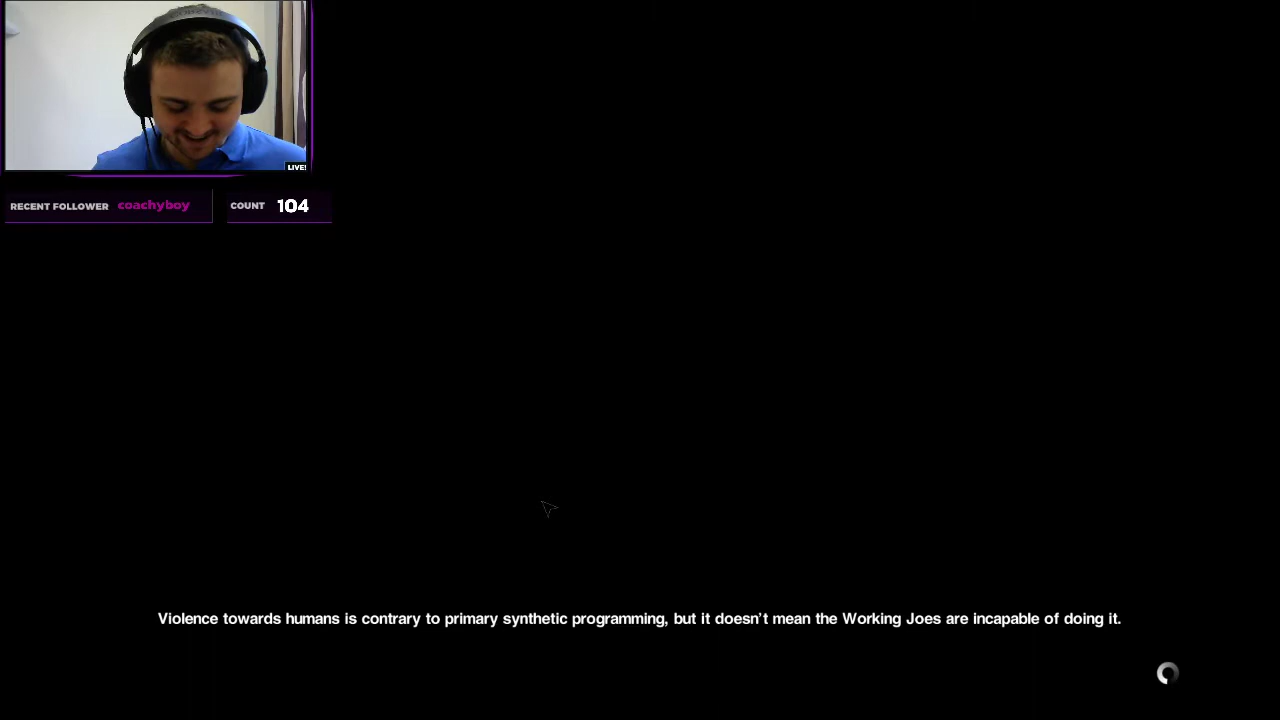 LIVE!
RECENT FOLLOWER coachyboy COUNT 104
Violence towards humans is contrary to primary synthetic programming, but it doesn't mean the Working Joes are incapable of doing it.